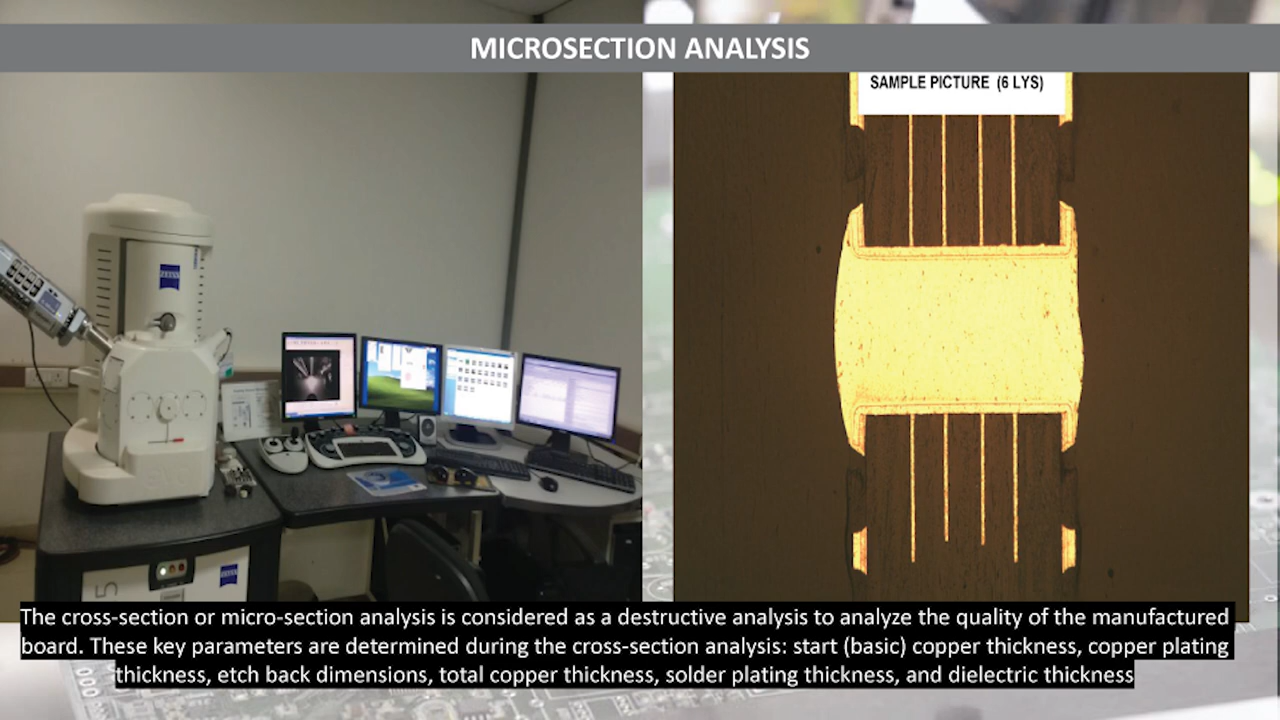 MICROSECTION ANALYSIS
SAMPLE PICTURE (6 LYS)
ZEISS
5
The cross-section or micro-section analysis is considered as a destructive analysis to analyze the quality of the manufactured
board. These key parameters are determined during the cross-section analysis: start (basic) copper thickness, copper plating
thickness, etch back dimensions, total copper thickness, solder plating thickness, and dielectric thickness